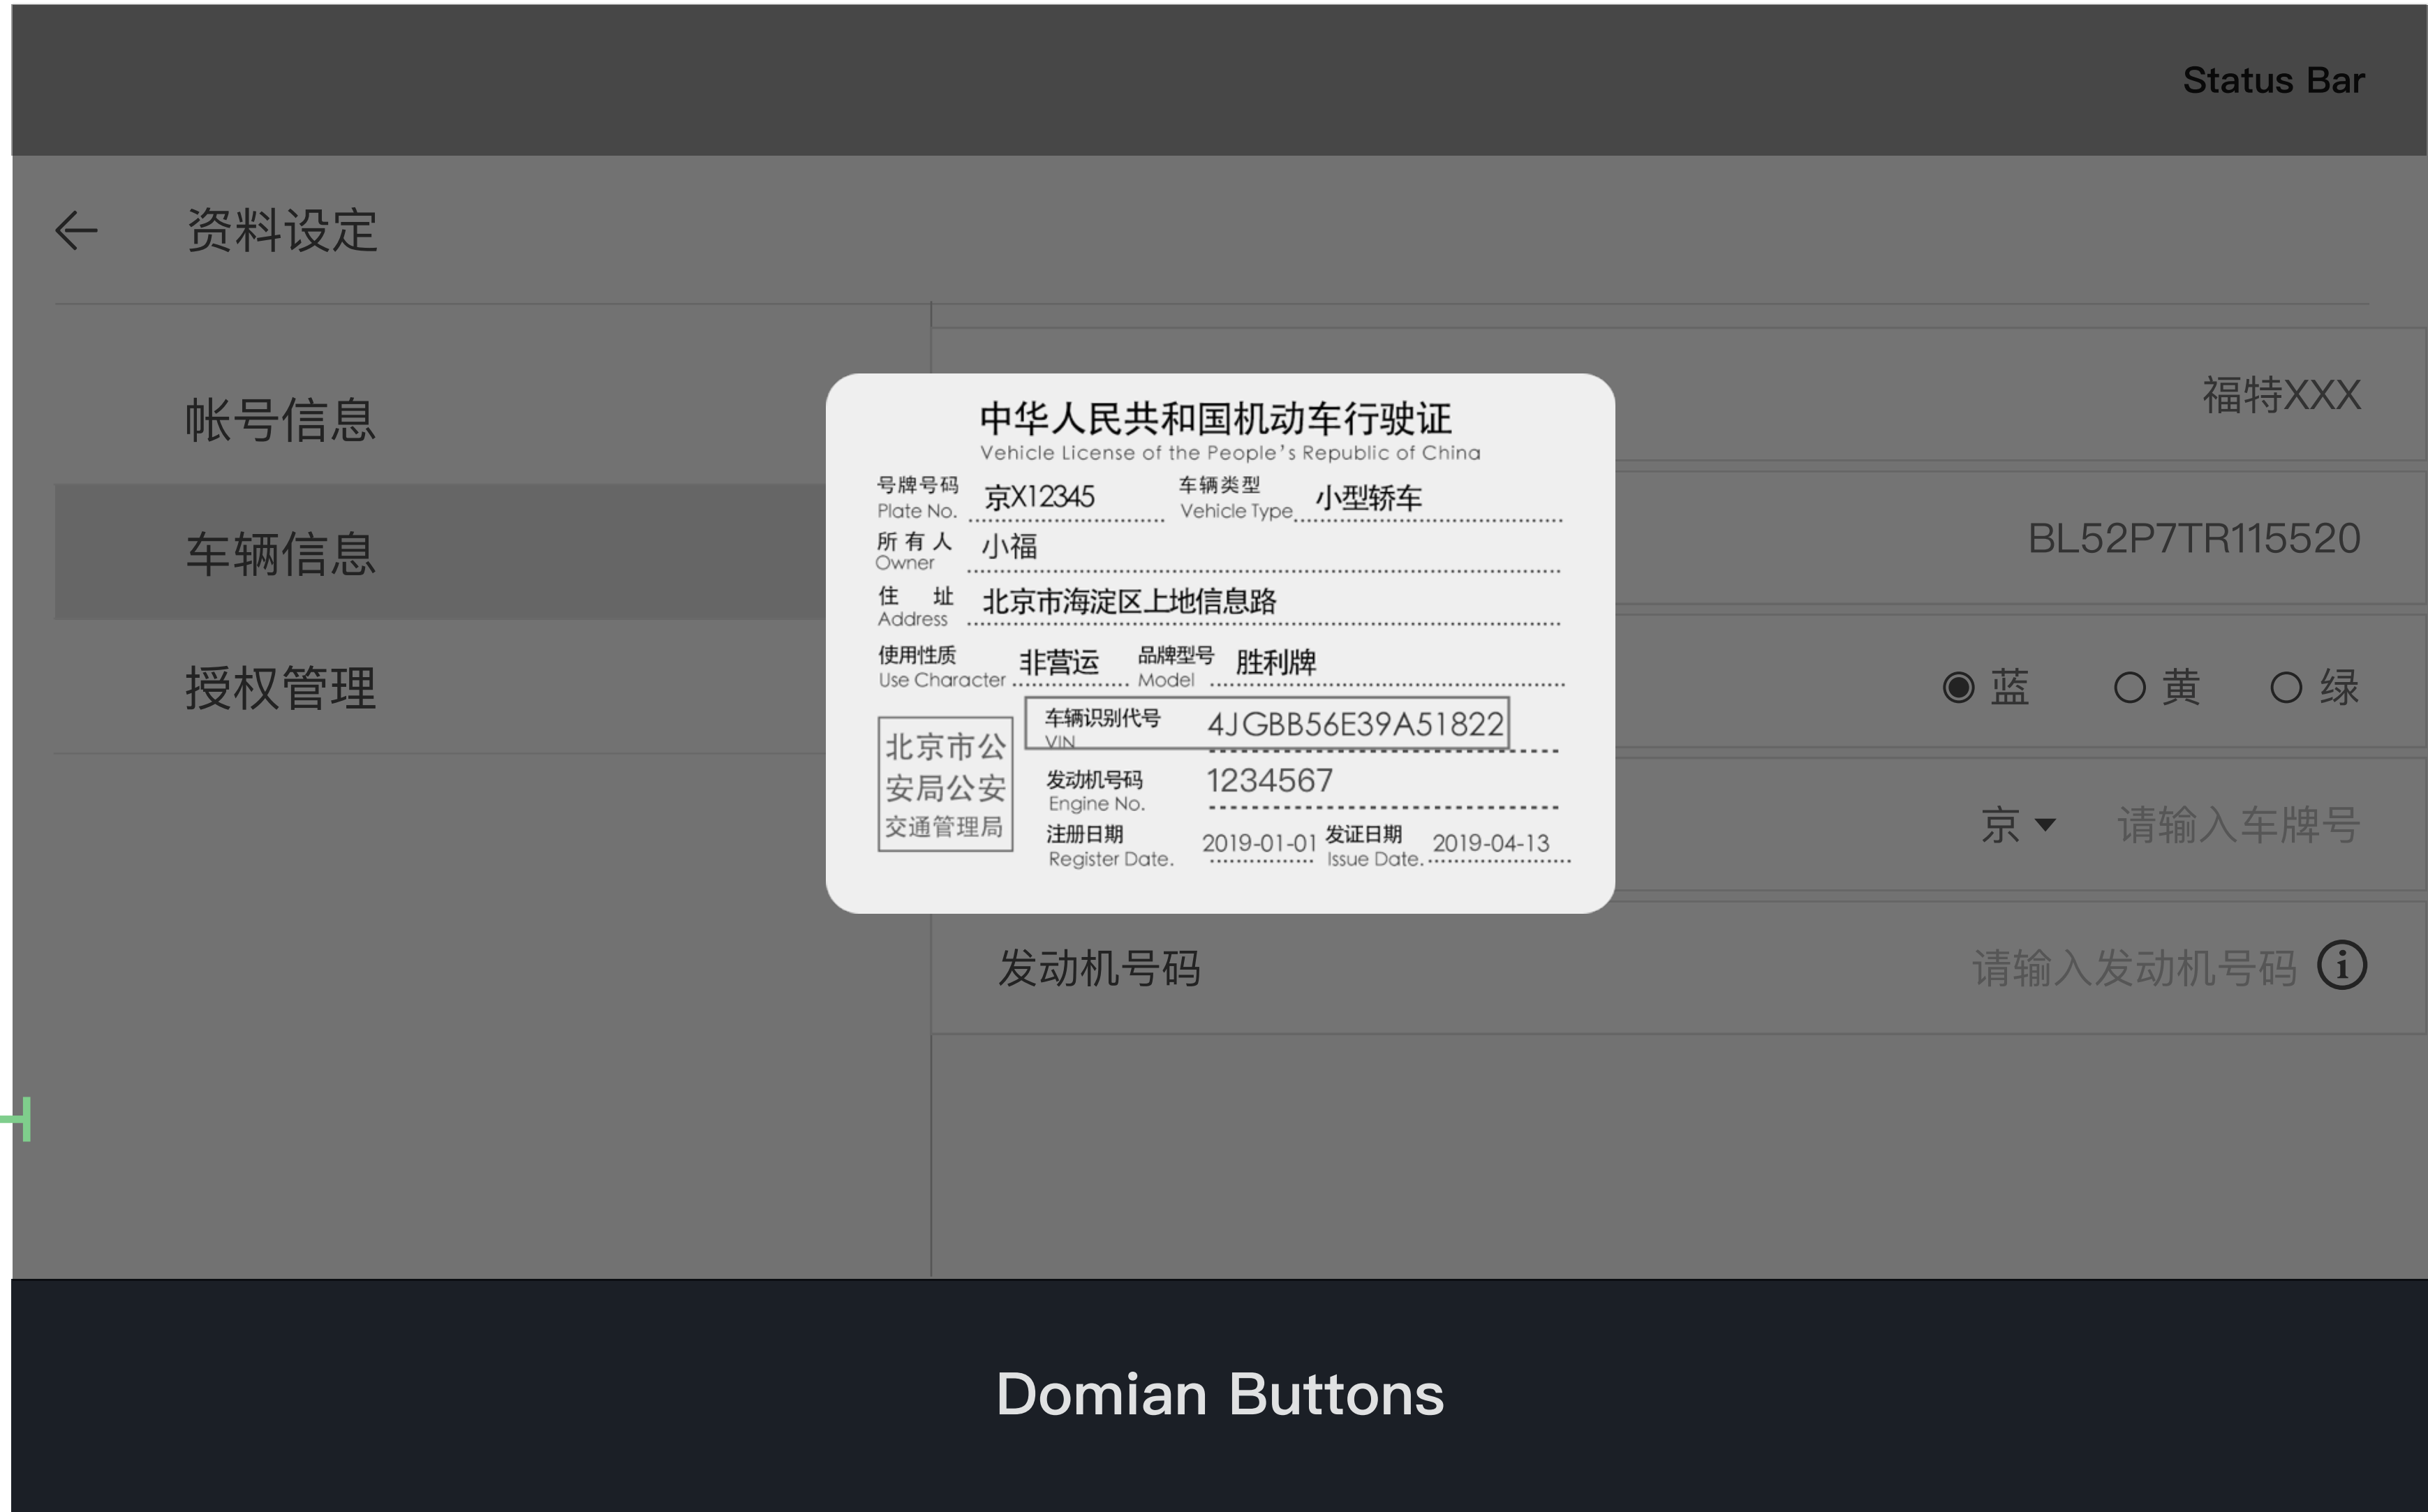 Status Bar
资料设定
帐号信息
车辆信息
授权管理
福特XXX
BL52P7TR115520
蓝 黄 绿
京 请输入车牌号
发动机号码 请输入发动机号码 i
中华人民共和国机动车行驶证
Vehicle License of the People's Republic of China
号牌号码 京X12345 车辆类型 小型轿车
Plate No. Vehicle Type
所有人 小福
Owner
住 址 北京市海淀区上地信息路
Address
使用性质 非营运 品牌型号 胜利牌
Use Character Model
车辆识别代号 4JGBB56E39A51822
VIN
北京市公
安局公安
交通管理局
发动机号码 1234567
Engine No.
注册日期 2019-01-01 发证日期 2019-04-13
Register Date. Issue Date.
Domian Buttons